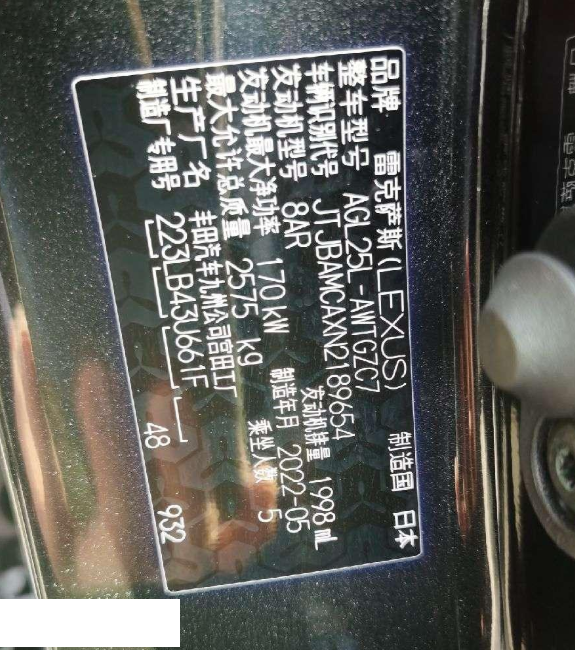 品牌 雷克萨斯(LEXUS) 制造国 日本
整车型号 AGL25L-AWTGZC7
车辆识别代号 JTJBAMCAXN2189654
发动机型号 8AR 发动机排量 1998 mL
发动机最大净功率 170 kW 制造年月 2022-05
最大允许总质量 2575 kg 乘坐人数 5
生产厂名 丰田汽车九州公司宫田工厂
制造厂专用号 223LB43U661F 48 932